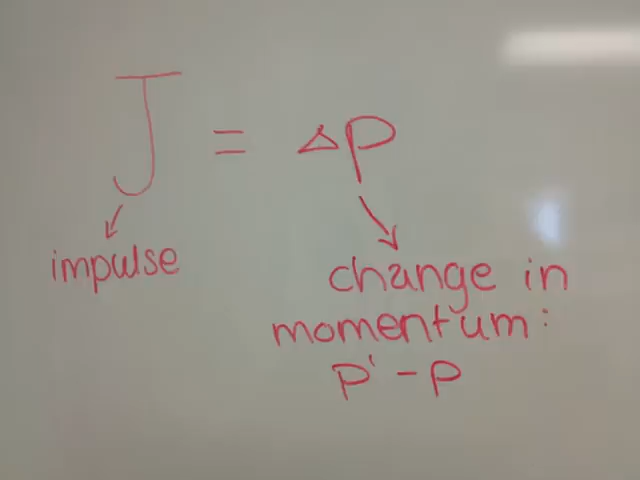 J = Δp
impulse
change in
momentum:
p' - p